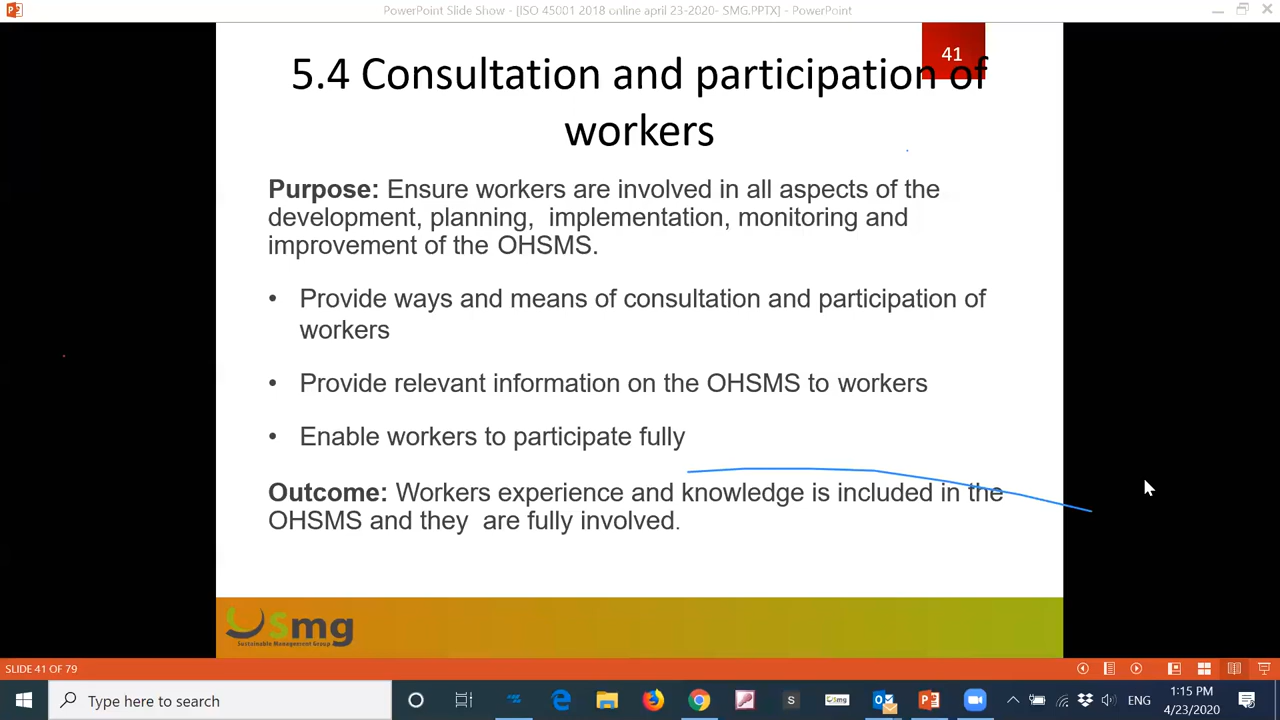 PowerPoint Slide Show - [ISO 45001 2018 online april 23-2020- SMG.PPTX] - PowerPoint
41
5.4 Consultation and participation of
workers
Purpose: Ensure workers are involved in all aspects of the
development, planning,  implementation, monitoring and
improvement of the OHSMS.
• Provide ways and means of consultation and participation of
workers
• Provide relevant information on the OHSMS to workers
• Enable workers to participate fully
Outcome: Workers experience and knowledge is included in the
OHSMS and they  are fully involved.
Smg
Sustainable Management Group
SLIDE 41 OF 79
Type here to search
S
Smg
ENG
1:15 PM
4/23/2020